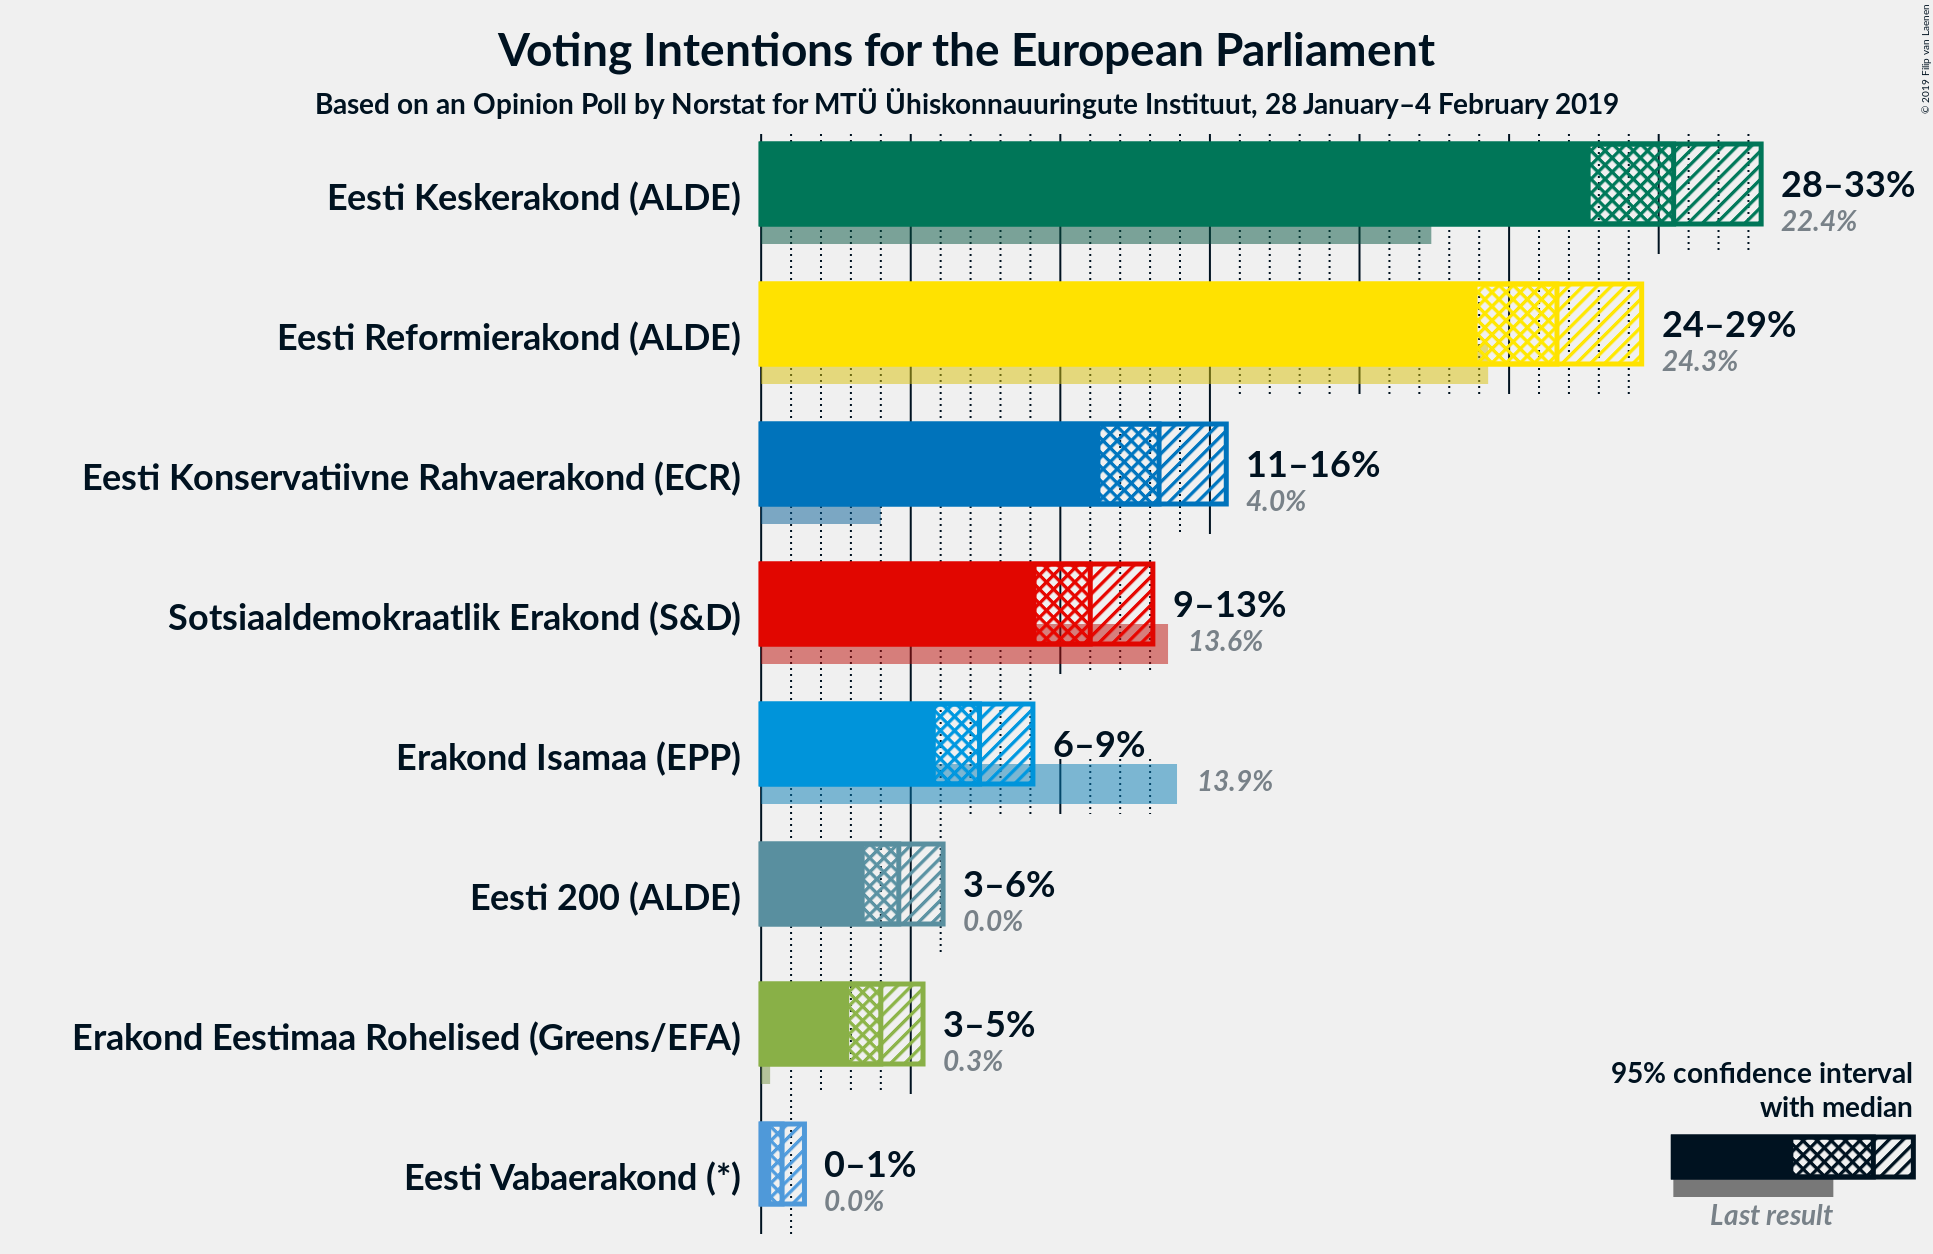 Voting Intentions for the European Parliament
Based on an Opinion Poll by Norstat for MTÜ Ühiskonnauuringute Instituut, 28 January–4 February 2019
© 2019 Filip van Laenen
Eesti Keskerakond (ALDE)
28–33%
22.4%
Eesti Reformierakond (ALDE)
24–29%
24.3%
Eesti Konservatiivne Rahvaerakond (ECR)
11–16%
4.0%
Sotsiaaldemokraatlik Erakond (S&D)
9–13%
13.6%
Erakond Isamaa (EPP)
6–9%
13.9%
Eesti 200 (ALDE)
3–6%
0.0%
Erakond Eestimaa Rohelised (Greens/EFA)
3–5%
0.3%
Eesti Vabaerakond (*)
0–1%
0.0%
95% confidence interval
with median
Last result